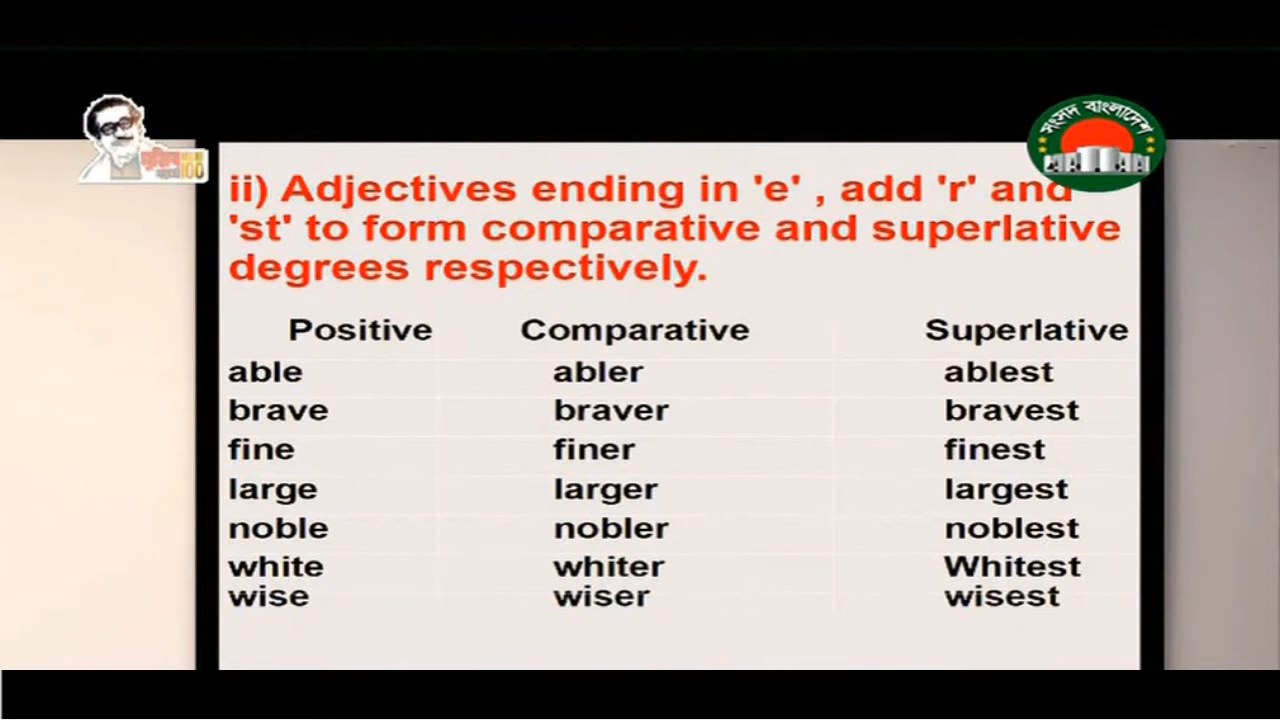 সংসদ বাংলাদেশ
100
ii) Adjectives ending in 'e' , add 'r' and
'st' to form comparative and superlative
degrees respectively.
Positive Comparative Superlative
able abler ablest
brave braver bravest
fine finer finest
large larger largest
noble nobler noblest
white whiter Whitest
wise wiser wisest